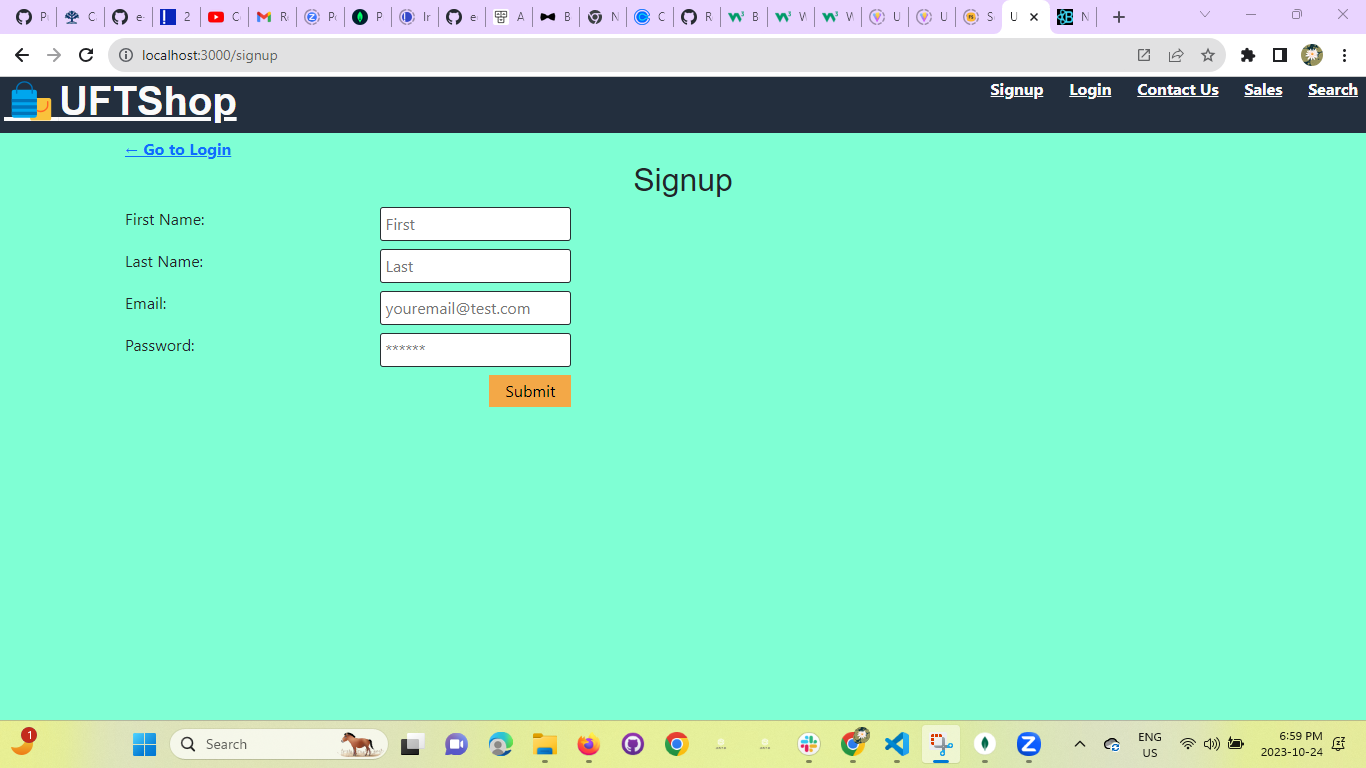 P
C
e-
2
C
R
P
P
In
e
A
B
N
C
R
B
W
W
U
U
S
U
N
localhost:3000/signup
UFTShop
Signup Login Contact Us Sales Search
← Go to Login
Signup
First Name: First
Last Name: Last
Email: youremail@test.com
Password: ******
Submit
1
Search
ENG
US
6:59 PM
2023-10-24